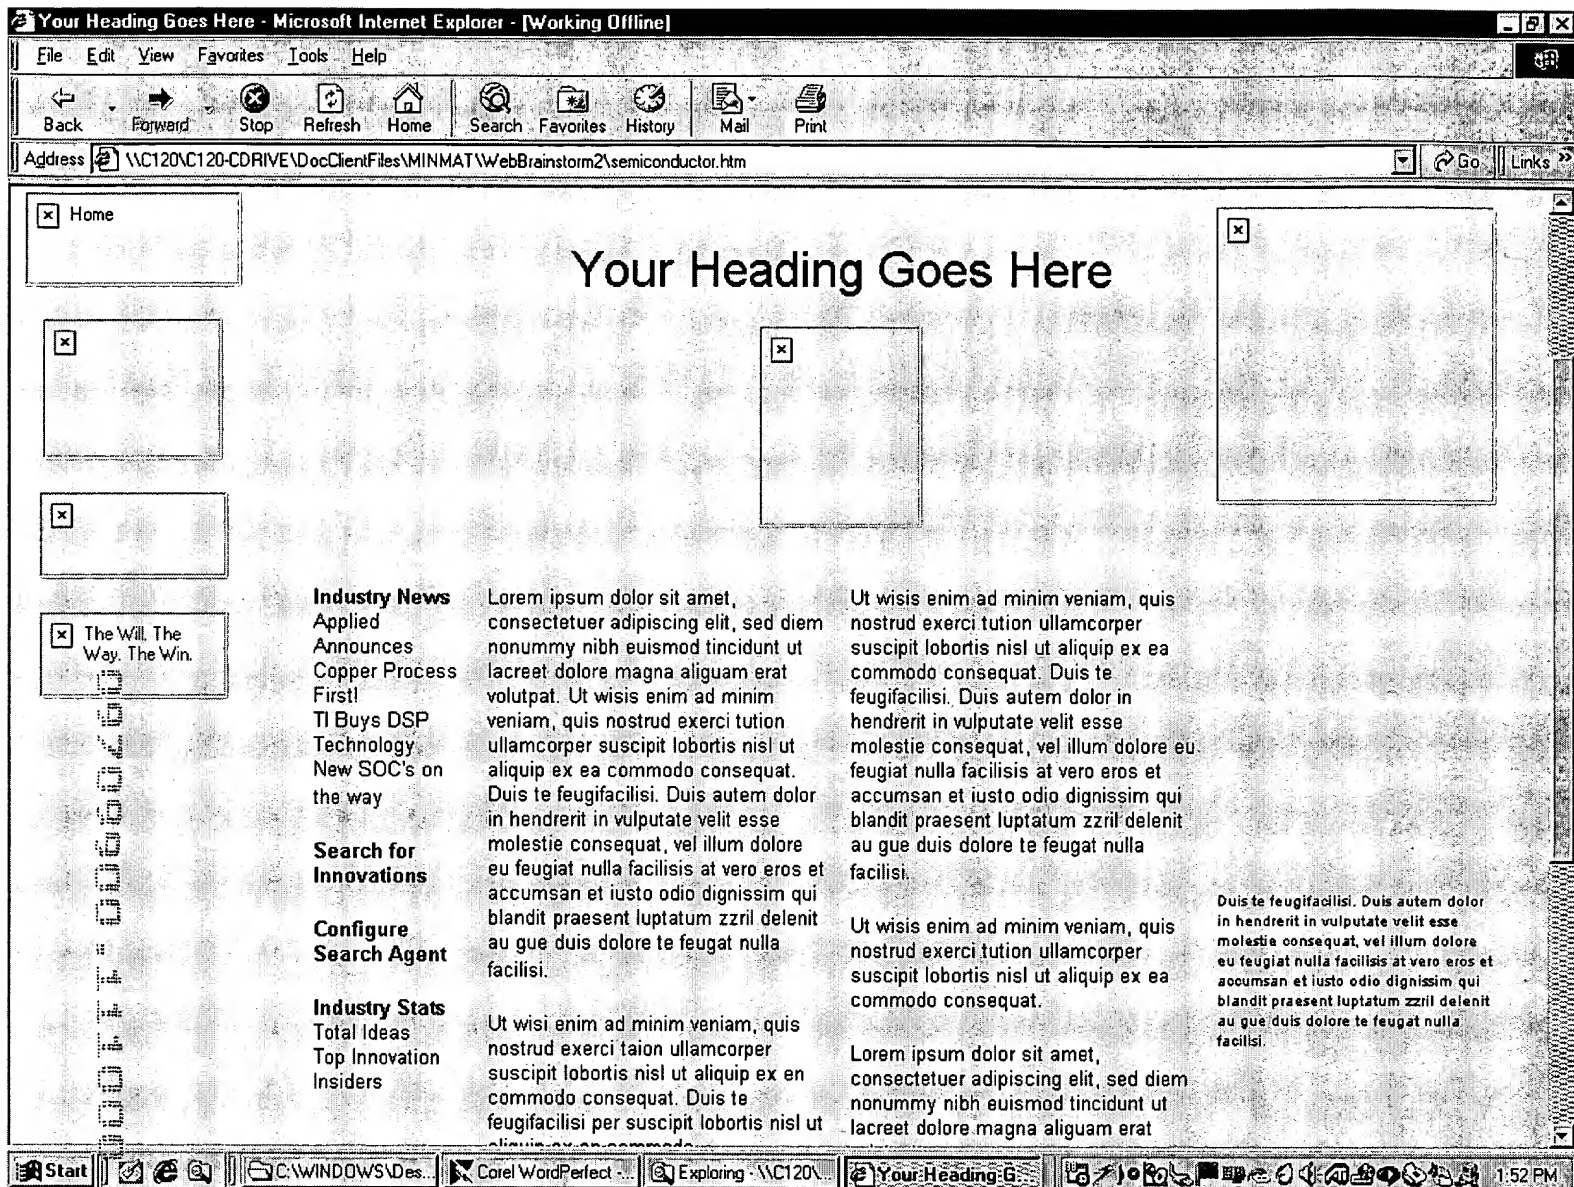 Your Heading Goes Here - Microsoft Internet Explorer - [Working Offline]
File Edit View Favorites Tools Help
Back Forward Stop Refresh Home Search Favorites History Mail Print
Address \\C120\C120-CDRIVE\DocClientFiles\MINMAT\WebBrainstorm2\semiconductor.htm Go Links »
Home
Your Heading Goes Here
The Will. The
Way. The Win.
Industry News
Applied
Announces
Copper Process
First!
TI Buys DSP
Technology
New SOC's on
the way
Search for
Innovations
Configure
Search Agent
Industry Stats
Total Ideas
Top Innovation
Insiders
Lorem ipsum dolor sit amet,
consectetuer adipiscing elit, sed diem
nonummy nibh euismod tincidunt ut
lacreet dolore magna aliguam erat
volutpat. Ut wisis enim ad minim
veniam, quis nostrud exerci tution
ullamcorper suscipit lobortis nisl ut
aliquip ex ea commodo consequat.
Duis te feugifacilisi. Duis autem dolor
in hendrerit in vulputate velit esse
molestie consequat, vel illum dolore
eu feugiat nulla facilisis at vero eros et
accumsan et iusto odio dignissim qui
blandit praesent luptatum zzril delenit
au gue duis dolore te feugat nulla
facilisi.
Ut wisi enim ad minim veniam, quis
nostrud exerci taion ullamcorper
suscipit lobortis nisl ut aliquip ex en
commodo consequat. Duis te
feugifacilisi per suscipit lobortis nisl ut
aliquip ex en commodo
Ut wisis enim ad minim veniam, quis
nostrud exerci tution ullamcorper
suscipit lobortis nisl ut aliquip ex ea
commodo consequat. Duis te
feugifacilisi. Duis autem dolor in
hendrerit in vulputate velit esse
molestie consequat, vel illum dolore eu
feugiat nulla facilisis at vero eros et
accumsan et iusto odio dignissim qui
blandit praesent luptatum zzril delenit
au gue duis dolore te feugat nulla
facilisi.
Ut wisis enim ad minim veniam, quis
nostrud exerci tution ullamcorper
suscipit lobortis nisl ut aliquip ex ea
commodo consequat.
Lorem ipsum dolor sit amet,
consectetuer adipiscing elit, sed diem
nonummy nibh euismod tincidunt ut
lacreet dolore magna aliguam erat
Duis te feugifacilisi. Duis autem dolor
in hendrerit in vulputate velit esse
molestie consequat, vel illum dolore
eu feugiat nulla facilisis at vero eros et
accumsan et iusto odio dignissim qui
blandit praesent luptatum zzril delenit
au gue duis dolore te feugat nulla
facilisi.
Start C:\WINDOWS\Des... Corel WordPerfect -... Exploring - \\C120\... Your Heading G... 1:52 PM